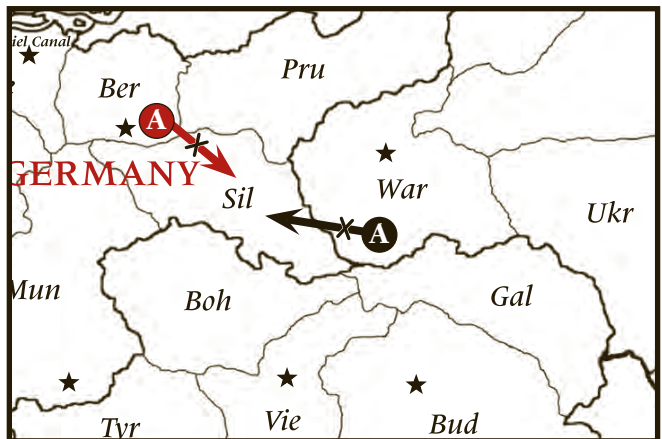 iel Canal
Pru
Ber
A
GERMANY
Sil
War
Ukr
A
Mun
Boh
Gal
Tyr
Vie
Bud